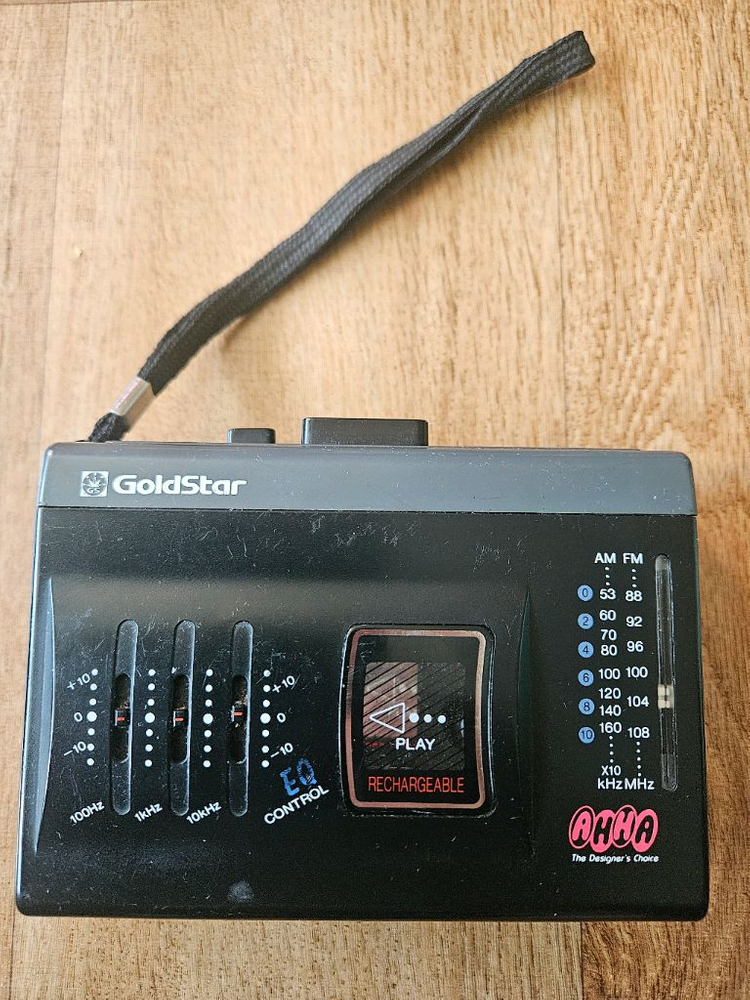 GS GoldStar
AM FM
0 53 88
2 60 92
70
4 80 96
6 100 100
120
8 140 104
10 160 108
X10
kHz MHz
+10 +10
0 0
-10 -10
100Hz 1kHz 10kHz
EQ
CONTROL
PLAY
RECHARGEABLE
AHHA
The Designer's Choice